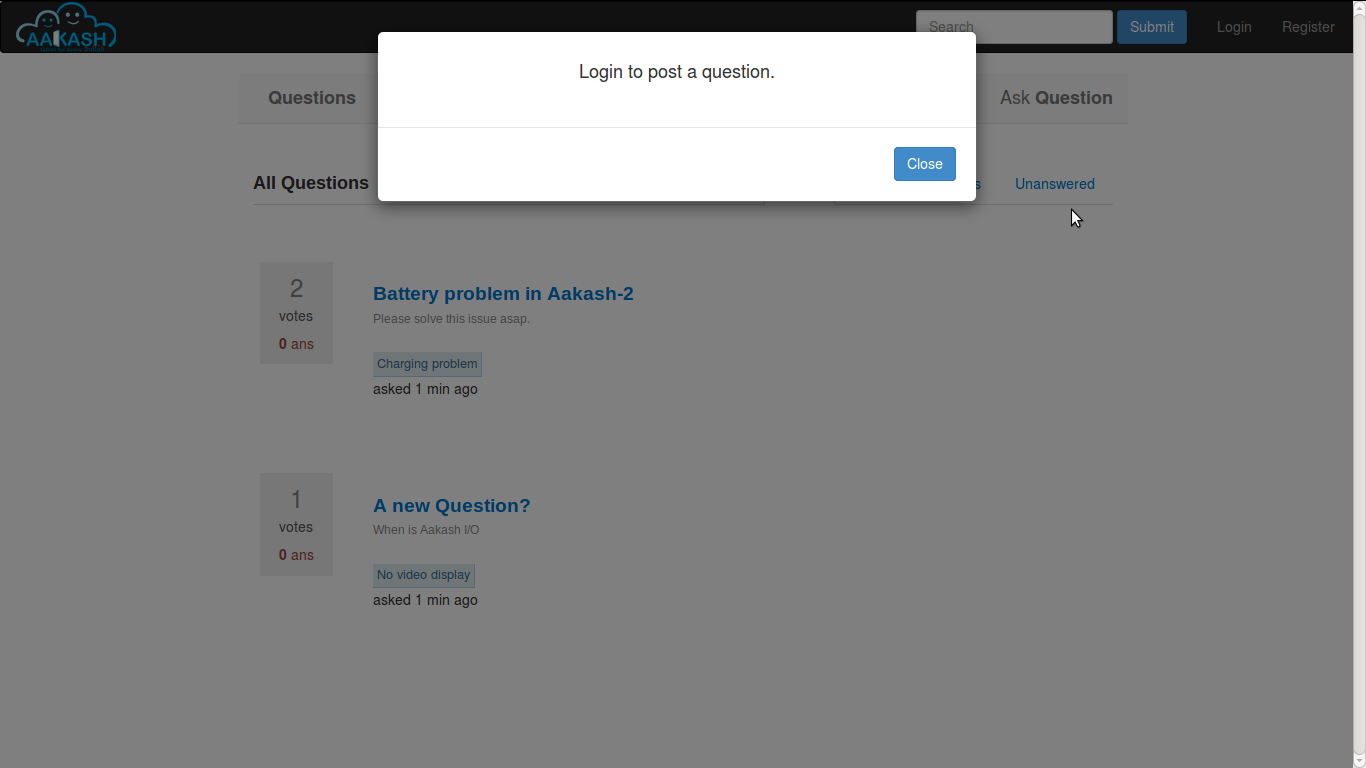 AAKASH
Search
Submit
Login
Register
Login to post a question.
Questions
Ask Question
Close
All Questions
s
Unanswered
2
votes
0 ans
Battery problem in Aakash-2
Please solve this issue asap.
Charging problem
asked 1 min ago
1
votes
0 ans
A new Question?
When is Aakash I/O
No video display
asked 1 min ago